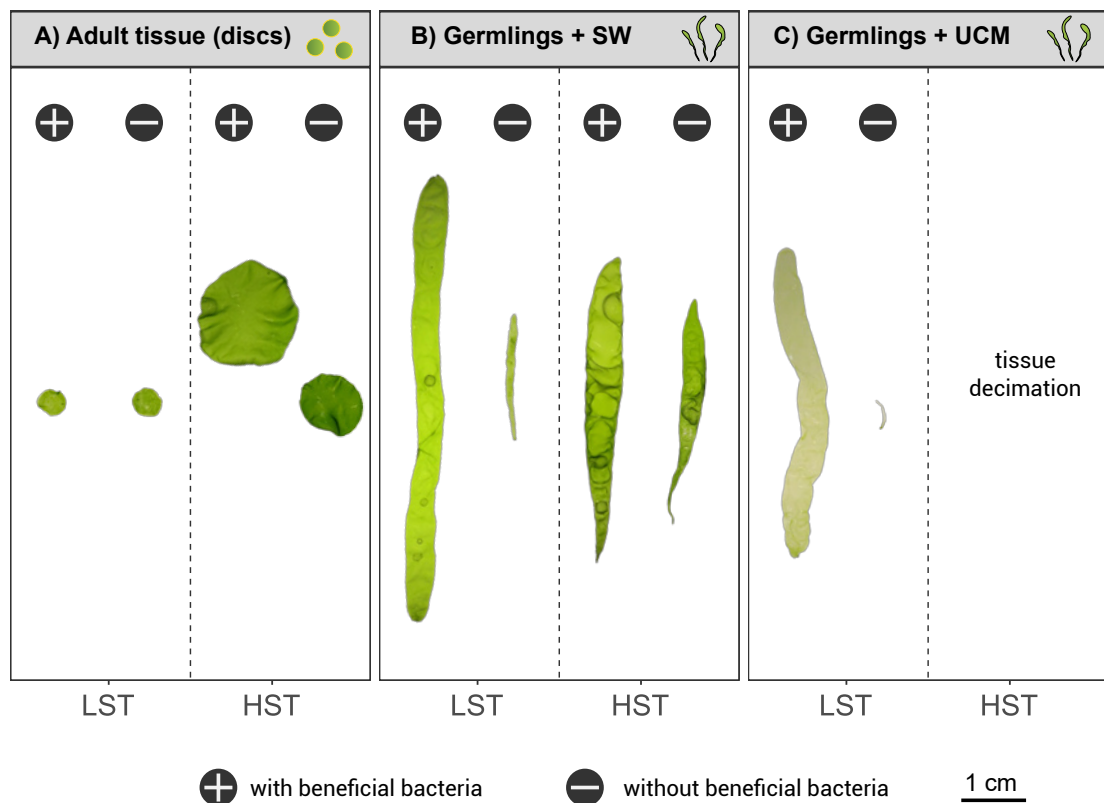 A) Adult tissue (discs)
B) Germlings + SW
C) Germlings + UCM
+ − + −
+ − + −
+ −
tissue
decimation
LST HST
LST HST
LST HST
+ with beneficial bacteria
− without beneficial bacteria
1 cm